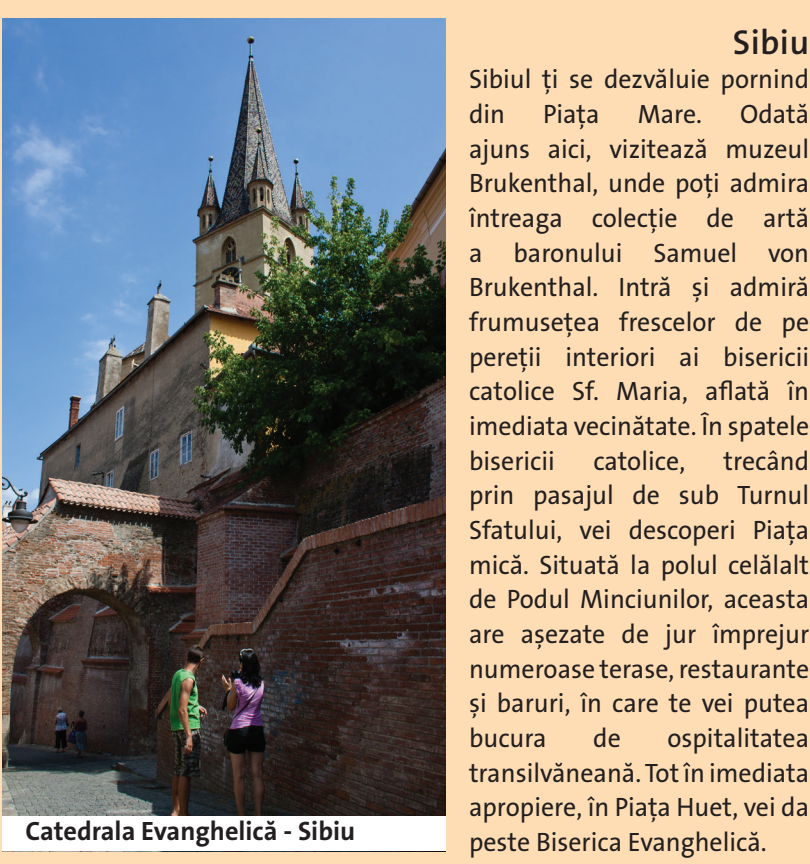 Sibiu
Sibiul ți se dezvăluie pornind
din Piața Mare. Odată
ajuns aici, vizitează muzeul
Brukenthal, unde poți admira
întreaga colecție de artă
a baronului Samuel von
Brukenthal. Intră și admiră
frumusețea frescelor de pe
pereții interiori ai bisericii
catolice Sf. Maria, aflată în
imediata vecinătate. În spatele
bisericii catolice, trecând
prin pasajul de sub Turnul
Sfatului, vei descoperi Piața
mică. Situată la polul celălalt
de Podul Minciunilor, aceasta
are așezate de jur împrejur
numeroase terase, restaurante
și baruri, în care te vei putea
bucura de ospitalitatea
transilvăneană. Tot în imediata
apropiere, în Piața Huet, vei da
peste Biserica Evanghelică.
Catedrala Evanghelică - Sibiu